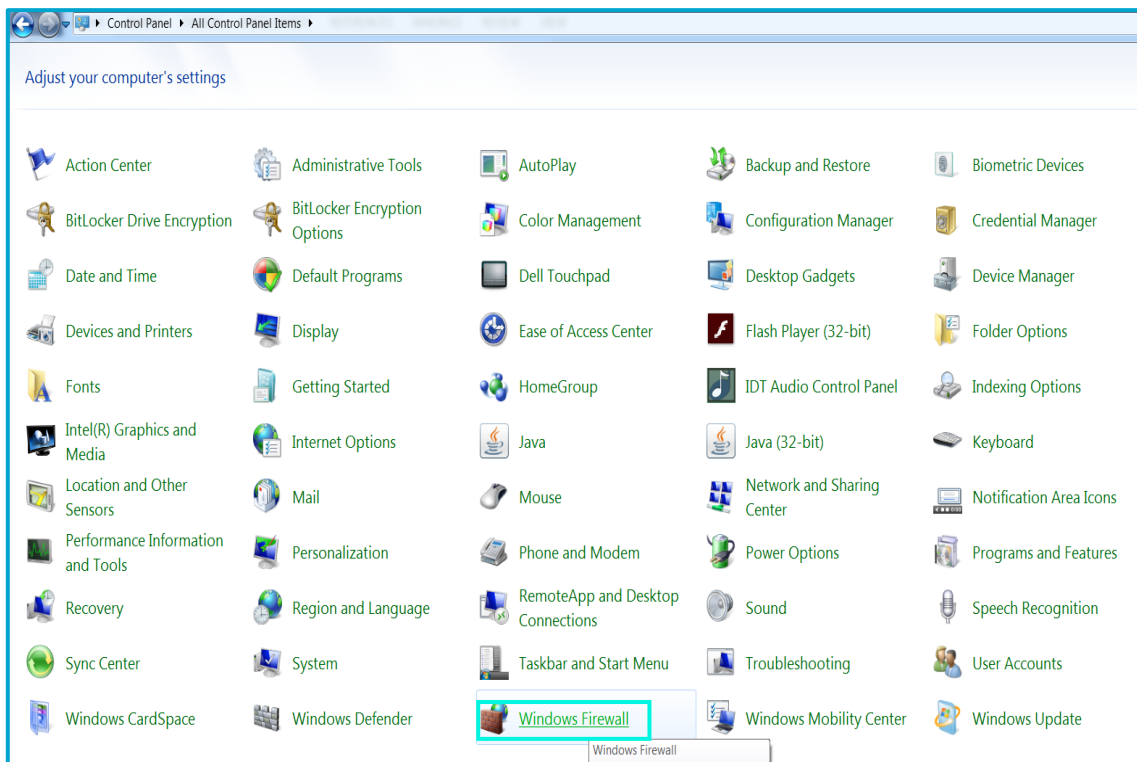 Control Panel ▸ All Control Panel Items ▸
Adjust your computer's settings
Action Center
Administrative Tools
AutoPlay
Backup and Restore
Biometric Devices
BitLocker Drive Encryption
BitLocker Encryption
Options
Color Management
Configuration Manager
Credential Manager
Date and Time
Default Programs
Dell Touchpad
Desktop Gadgets
Device Manager
Devices and Printers
Display
Ease of Access Center
Flash Player (32-bit)
Folder Options
Fonts
Getting Started
HomeGroup
IDT Audio Control Panel
Indexing Options
Intel(R) Graphics and
Media
Internet Options
Java
Java (32-bit)
Keyboard
Location and Other
Sensors
Mail
Mouse
Network and Sharing
Center
Notification Area Icons
Performance Information
and Tools
Personalization
Phone and Modem
Power Options
Programs and Features
Recovery
Region and Language
RemoteApp and Desktop
Connections
Sound
Speech Recognition
Sync Center
System
Taskbar and Start Menu
Troubleshooting
User Accounts
Windows CardSpace
Windows Defender
Windows Firewall
Windows Mobility Center
Windows Update
Windows Firewall